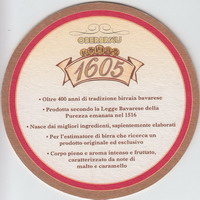 OBERBRÄU
1605
• Oltre 400 anni di tradizione birraia bavarese
• Prodotta secondo la Legge Bavarese della
Purezza emanata nel 1516
• Nasce dai migliori ingredienti, sapientemente elaborati
• Per l'estimatore di birra che ricerca un
prodotto originale ed esclusivo
• Corpo pieno e aroma intenso e fruttato,
caratterizzato da note di
malto e caramello